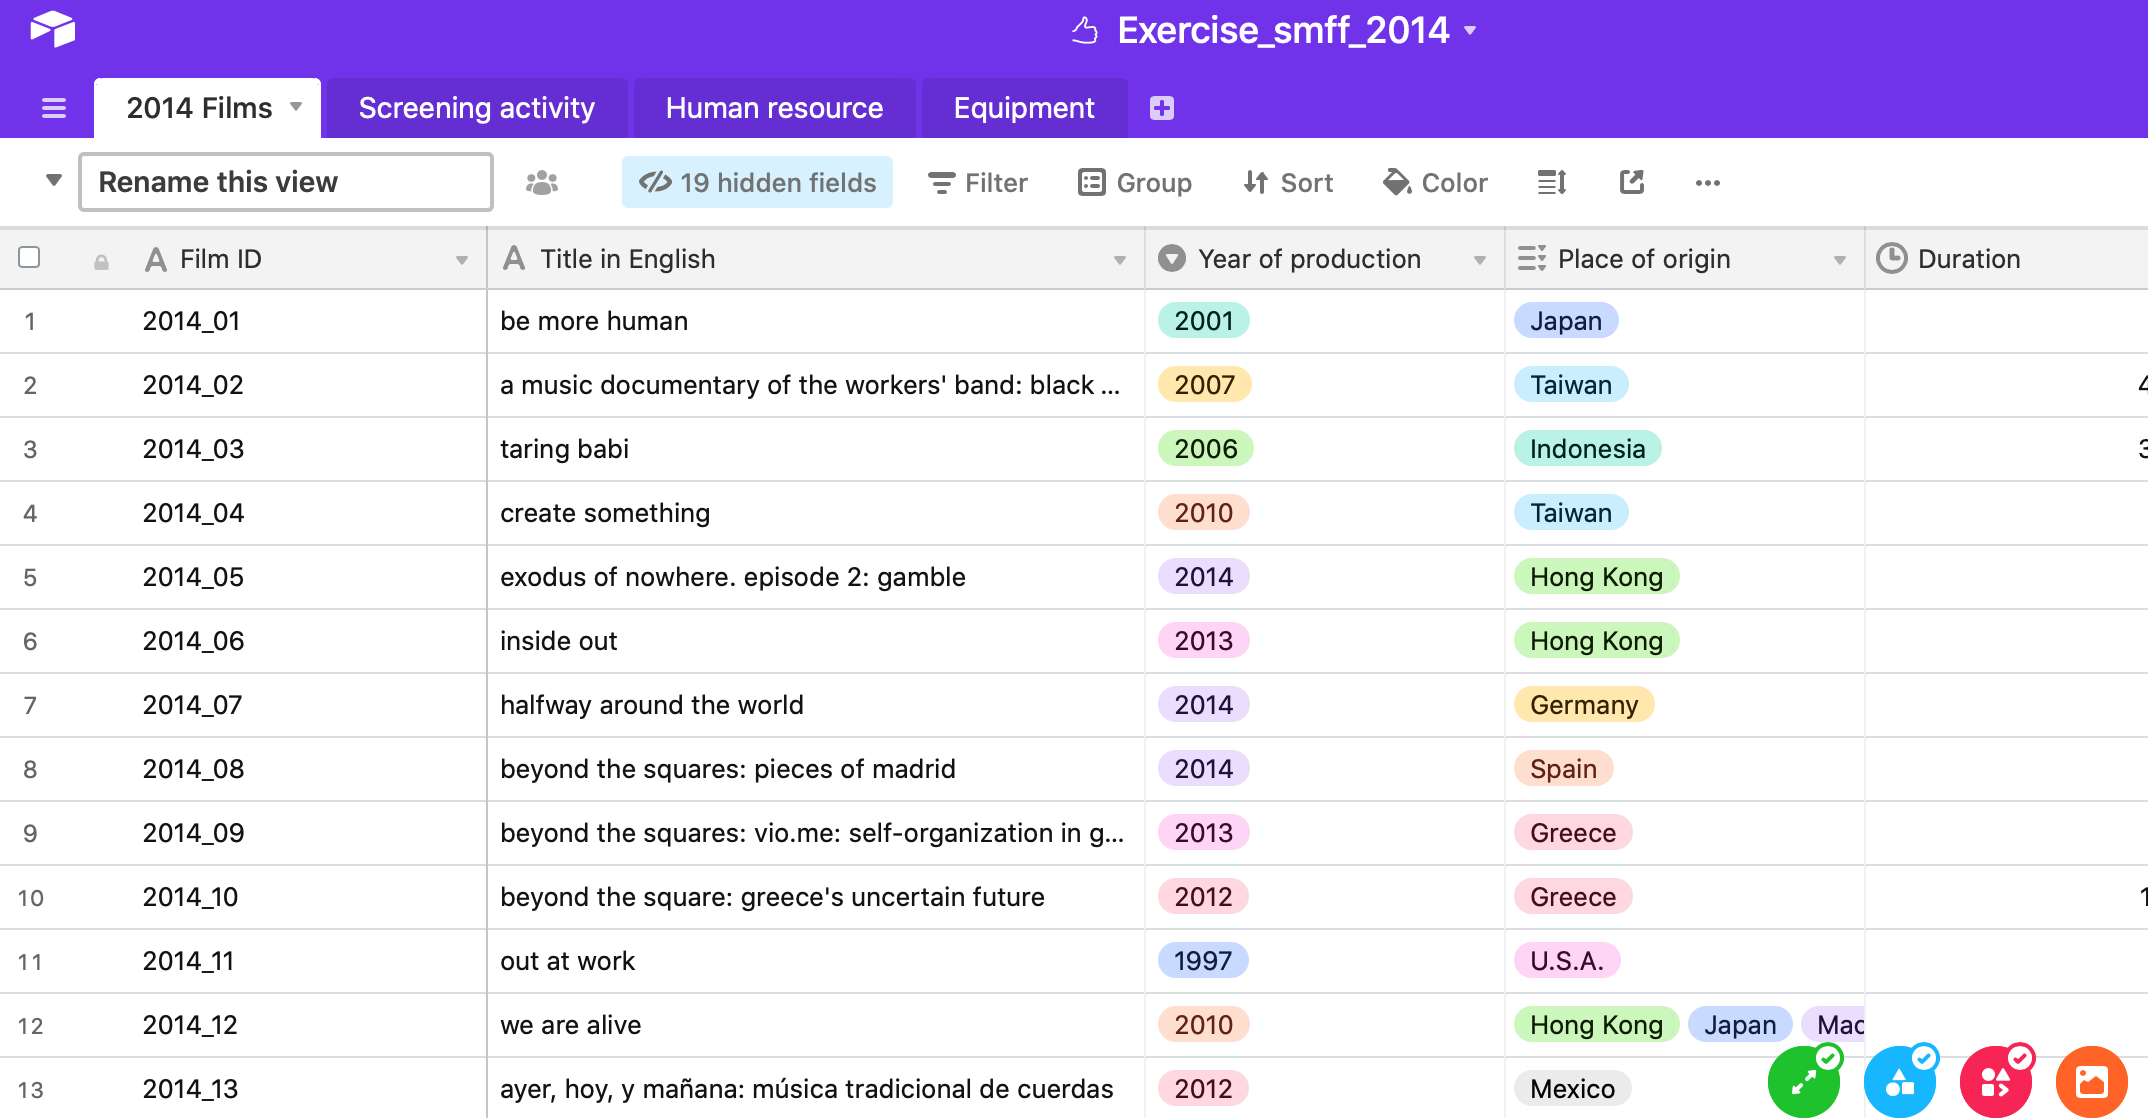 Exercise_smff_2014
2014 Films Screening activity Human resource Equipment
Rename this view 19 hidden fields Filter Group Sort Color
Film ID Title in English Year of production Place of origin Duration
1 2014_01 be more human 2001 Japan
2 2014_02 a music documentary of the workers' band: black ... 2007 Taiwan
3 2014_03 taring babi 2006 Indonesia
4 2014_04 create something 2010 Taiwan
5 2014_05 exodus of nowhere. episode 2: gamble 2014 Hong Kong
6 2014_06 inside out 2013 Hong Kong
7 2014_07 halfway around the world 2014 Germany
8 2014_08 beyond the squares: pieces of madrid 2014 Spain
9 2014_09 beyond the squares: vio.me: self-organization in g... 2013 Greece
10 2014_10 beyond the square: greece's uncertain future 2012 Greece
11 2014_11 out at work 1997 U.S.A.
12 2014_12 we are alive 2010 Hong Kong Japan
13 2014_13 ayer, hoy, y mañana: música tradicional de cuerdas 2012 Mexico